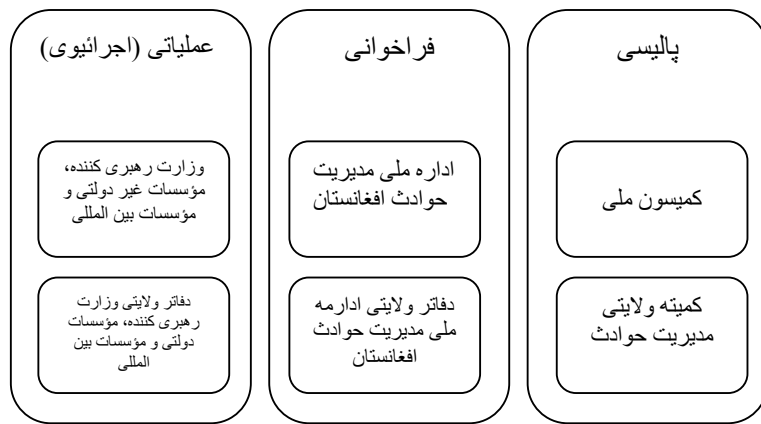 پالیسی
کمیسون ملی
کمیته ولایتی
مدیریت حوادث
فراخوانی
اداره ملی مدیریت
حوادث افغانستان
دفاتر ولایتی ادارمه
ملی مدیریت حوادث
افغانستان
عملیاتی (اجرائیوی)
وزارت رهبری کننده،
مؤسسات غیر دولتی و
مؤسسات بین المللی
دفاتر ولایتی وزارت
رهبری کننده، مؤسسات
دولتی و مؤسسات بین
المللی